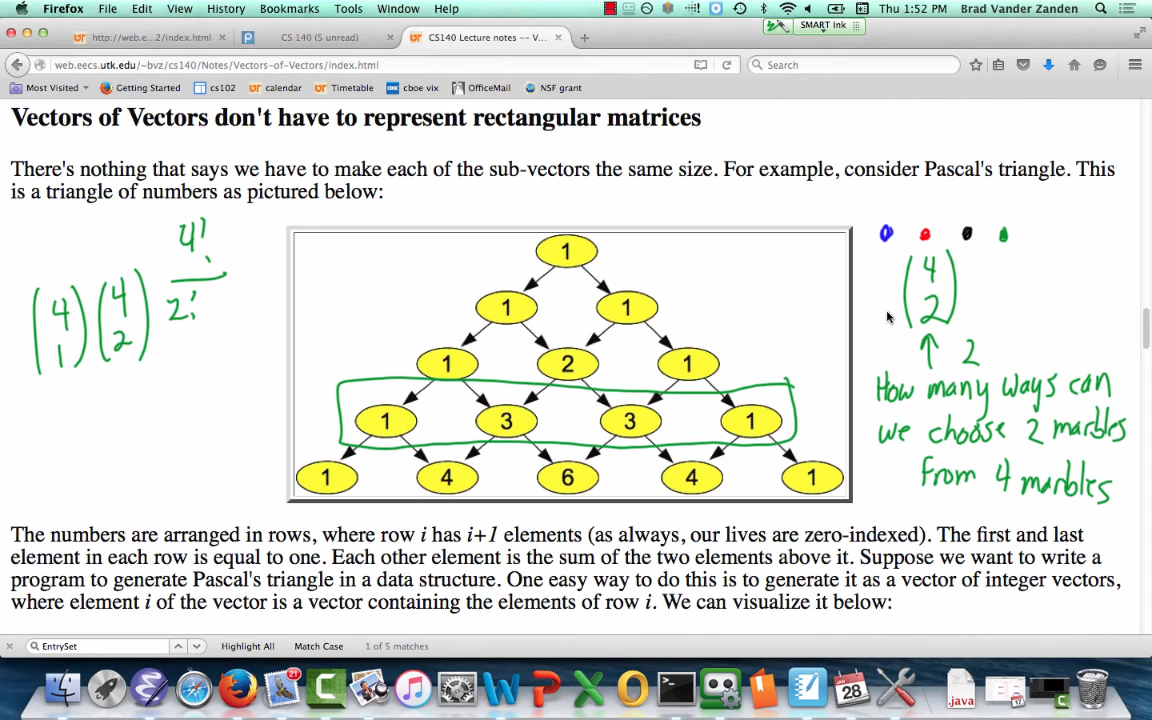 Firefox File Edit View History Bookmarks Tools Window Help Thu 1:52 PM Brad Vander Zanden
SMART Ink
http://web.e...2/index.html × CS 140 (5 unread) × CS140 Lecture notes -- V... × +
web.eecs.utk.edu/~bvz/cs140/Notes/Vectors-of-Vectors/index.html Search
Most Visited Getting Started cs102 calendar Timetable cboe vix OfficeMail NSF grant
Vectors of Vectors don't have to represent rectangular matrices
There's nothing that says we have to make each of the sub-vectors the same size. For example, consider Pascal's triangle. This
is a triangle of numbers as pictured below:
4!
2!
(4 1) (4 2)
1
1 1
1 2 1
1 3 3 1
1 4 6 4 1
(4 2)
↑ 2
How many ways can
we choose 2 marbles
from 4 marbles
The numbers are arranged in rows, where row i has i+1 elements (as always, our lives are zero-indexed). The first and last
element in each row is equal to one. Each other element is the sum of the two elements above it. Suppose we want to write a
program to generate Pascal's triangle in a data structure. One easy way to do this is to generate it as a vector of integer vectors,
where element i of the vector is a vector containing the elements of row i. We can visualize it below:
× EntrySet Highlight All Match Case 1 of 5 matches
21
JAN
28
.java
17